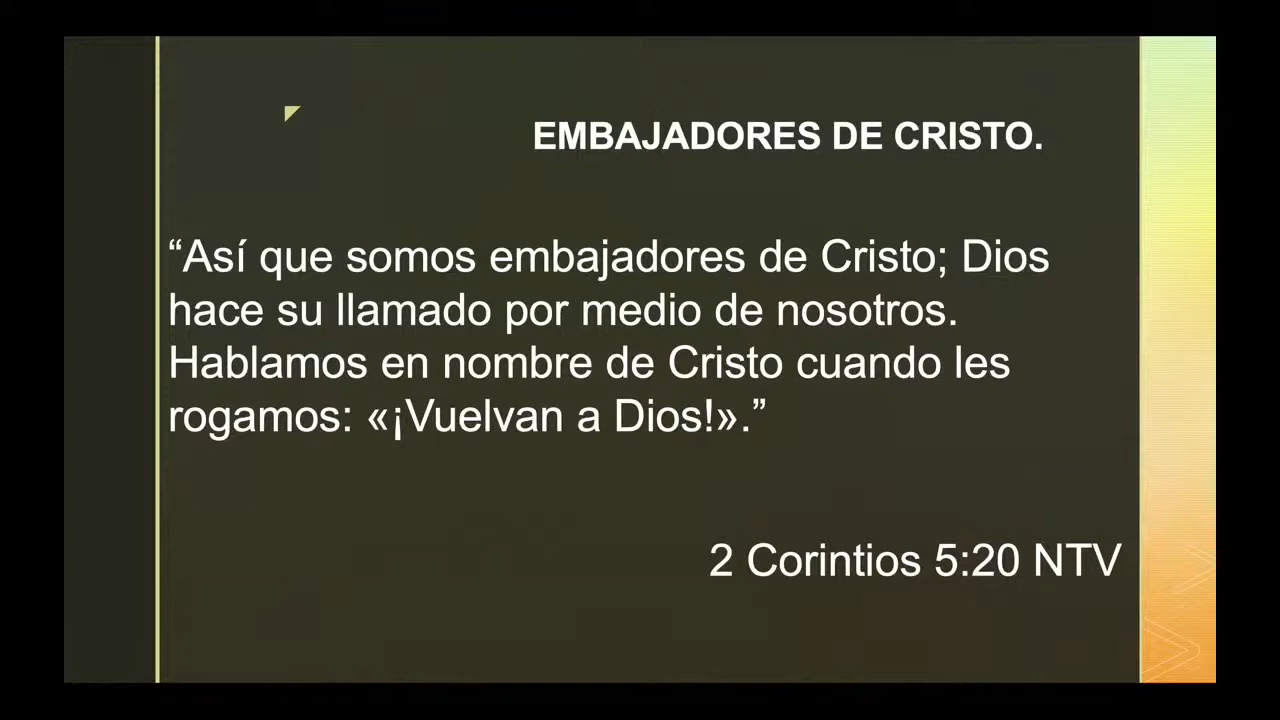 EMBAJADORES DE CRISTO.
“Así que somos embajadores de Cristo; Dios
hace su llamado por medio de nosotros.
Hablamos en nombre de Cristo cuando les
rogamos: «¡Vuelvan a Dios!».”
2 Corintios 5:20 NTV